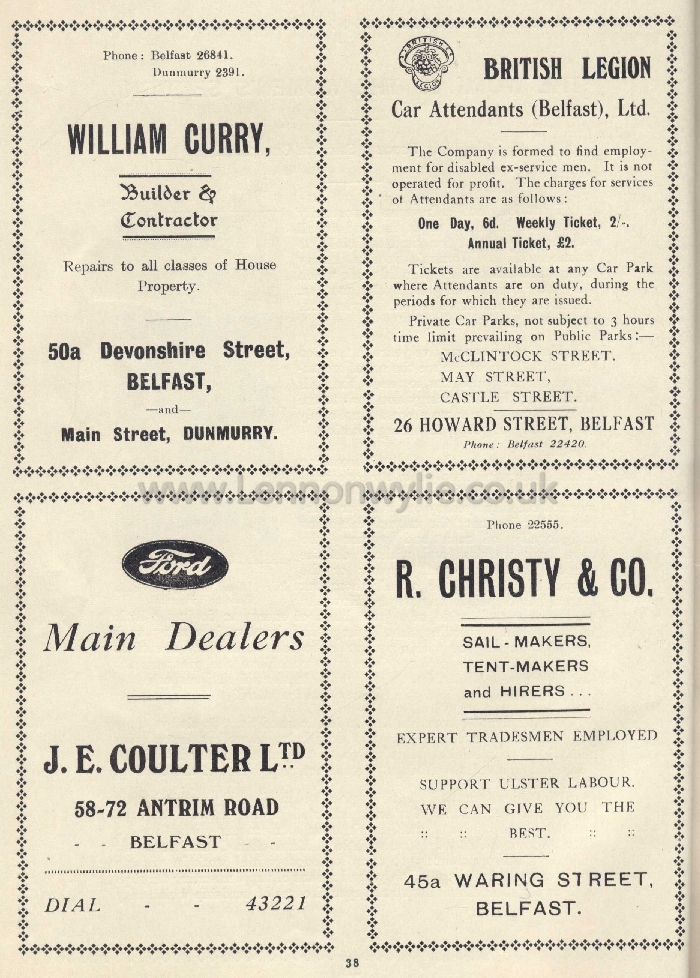 Phone: Belfast 26841.
Dunmurry 2391.
WILLIAM CURRY,
Builder &
Contractor
Repairs to all classes of House
Property.
50a Devonshire Street,
BELFAST,
—and—
Main Street, DUNMURRY.
BRITISH
LEGION
BRITISH LEGION
Car Attendants (Belfast), Ltd.
The Company is formed to find employ-
ment for disabled ex-service men. It is not
operated for profit. The charges for services
of Attendants are as follows:
One Day, 6d. Weekly Ticket, 2/-.
Annual Ticket, £2.
Tickets are available at any Car Park
where Attendants are on duty, during the
periods for which they are issued.
Private Car Parks, not subject to 3 hours
time limit prevailing on Public Parks:—
McCLINTOCK STREET.
MAY STREET,
CASTLE STREET.
26 HOWARD STREET, BELFAST
Phone: Belfast 22420.
www.Lennonwylie.co.uk
Ford
Main Dealers
J. E. COULTER LTD
58-72 ANTRIM ROAD
- - BELFAST - -
DIAL - - 43221
Phone 22555.
R. CHRISTY & CO.
SAIL-MAKERS,
TENT-MAKERS
and HIRERS...
EXPERT TRADESMEN EMPLOYED
SUPPORT ULSTER LABOUR.
WE CAN GIVE YOU THE
:: :: BEST. :: ::
45a WARING STREET,
BELFAST.
38